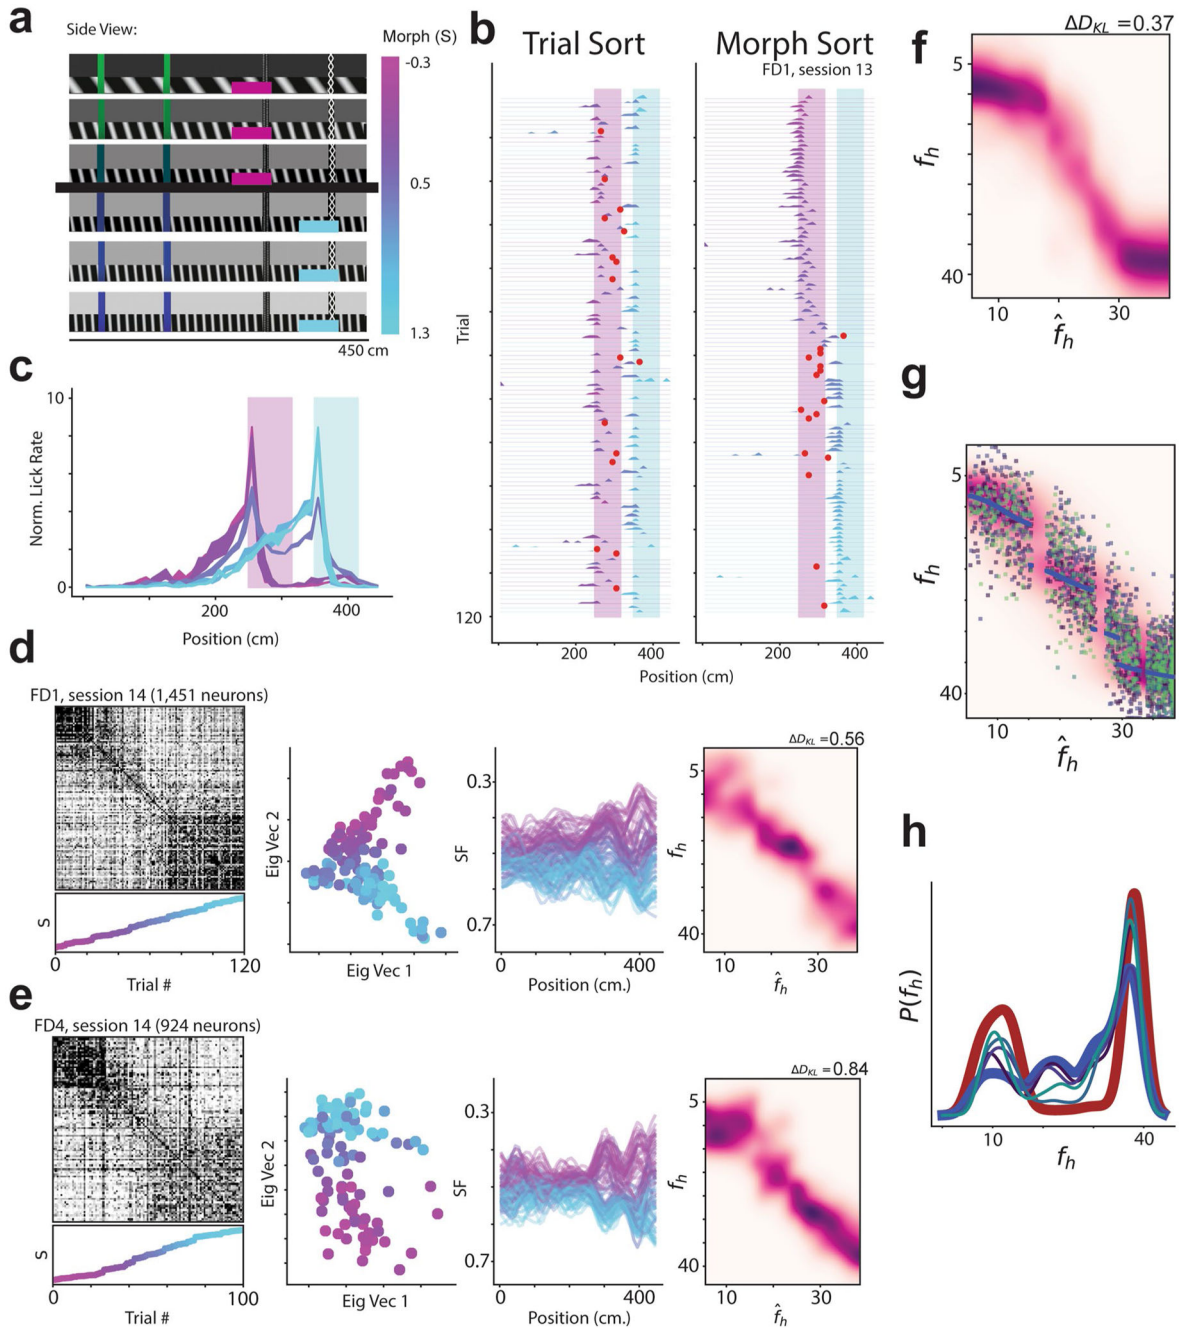 a
Side View:
Morph (S)
-0.3
0.5
1.3
450 cm
b
Trial Sort
Morph Sort
FD1, session 13
Trial
120
200
400
200
400
Position (cm)
c
10
Norm. Lick Rate
0
200
400
Position (cm)
d
FD1, session 14 (1,451 neurons)
S
0
120
Trial #
Eig Vec 2
Eig Vec 1
0.3
SF
0.7
0
400
Position (cm.)
ΔD_KL =0.56
5
f_h
40
10
30
f̂_h
e
FD4, session 14 (924 neurons)
S
0
100
Trial #
Eig Vec 2
Eig Vec 1
0.3
SF
0.7
0
400
Position (cm.)
ΔD_KL =0.84
5
f_h
40
10
30
f̂_h
f
ΔD_KL =0.37
5
f_h
40
10
30
f̂_h
g
5
f_h
40
10
30
f̂_h
h
P(f_h)
10
40
f_h